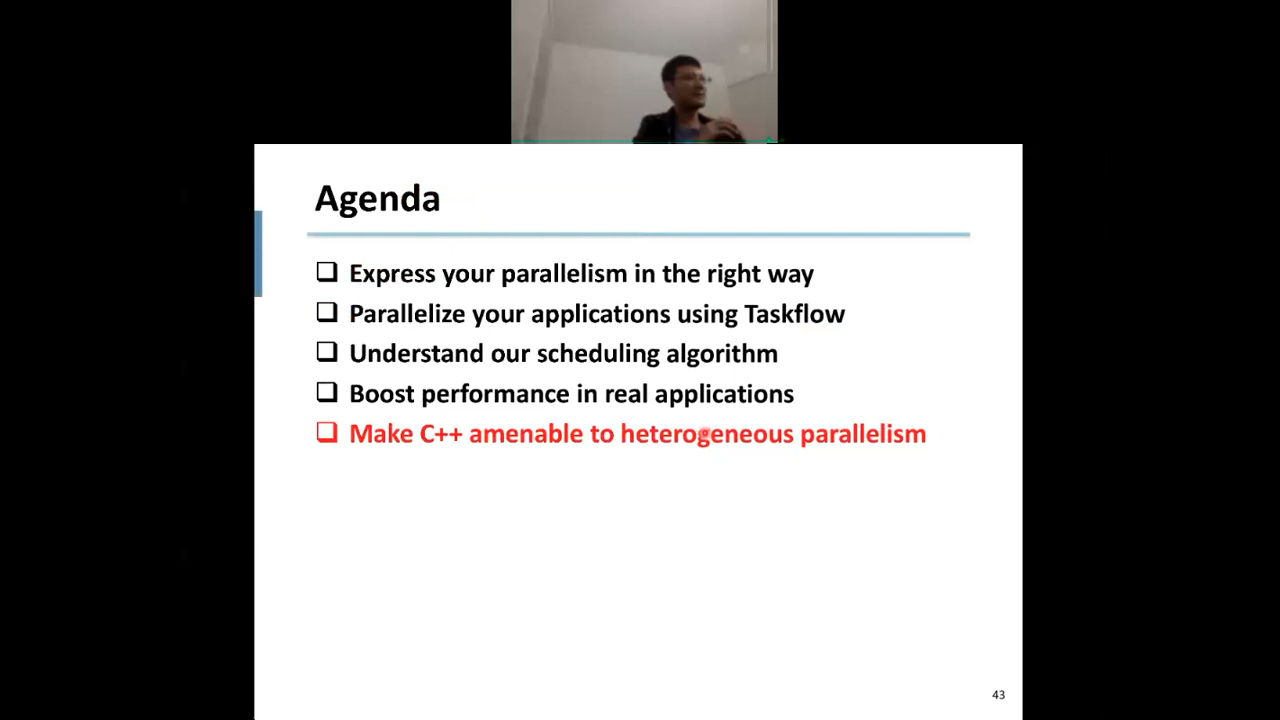 Agenda
Express your parallelism in the right way
Parallelize your applications using Taskflow
Understand our scheduling algorithm
Boost performance in real applications
Make C++ amenable to heterogeneous parallelism
43